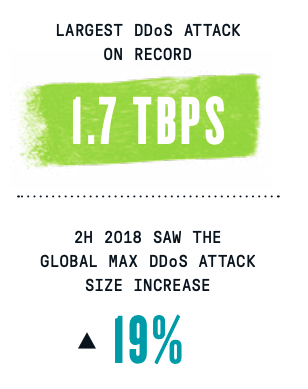 LARGEST DDoS ATTACK
ON RECORD
1.7 TBPS
2H 2018 SAW THE
GLOBAL MAX DDoS ATTACK
SIZE INCREASE
▲ 19%